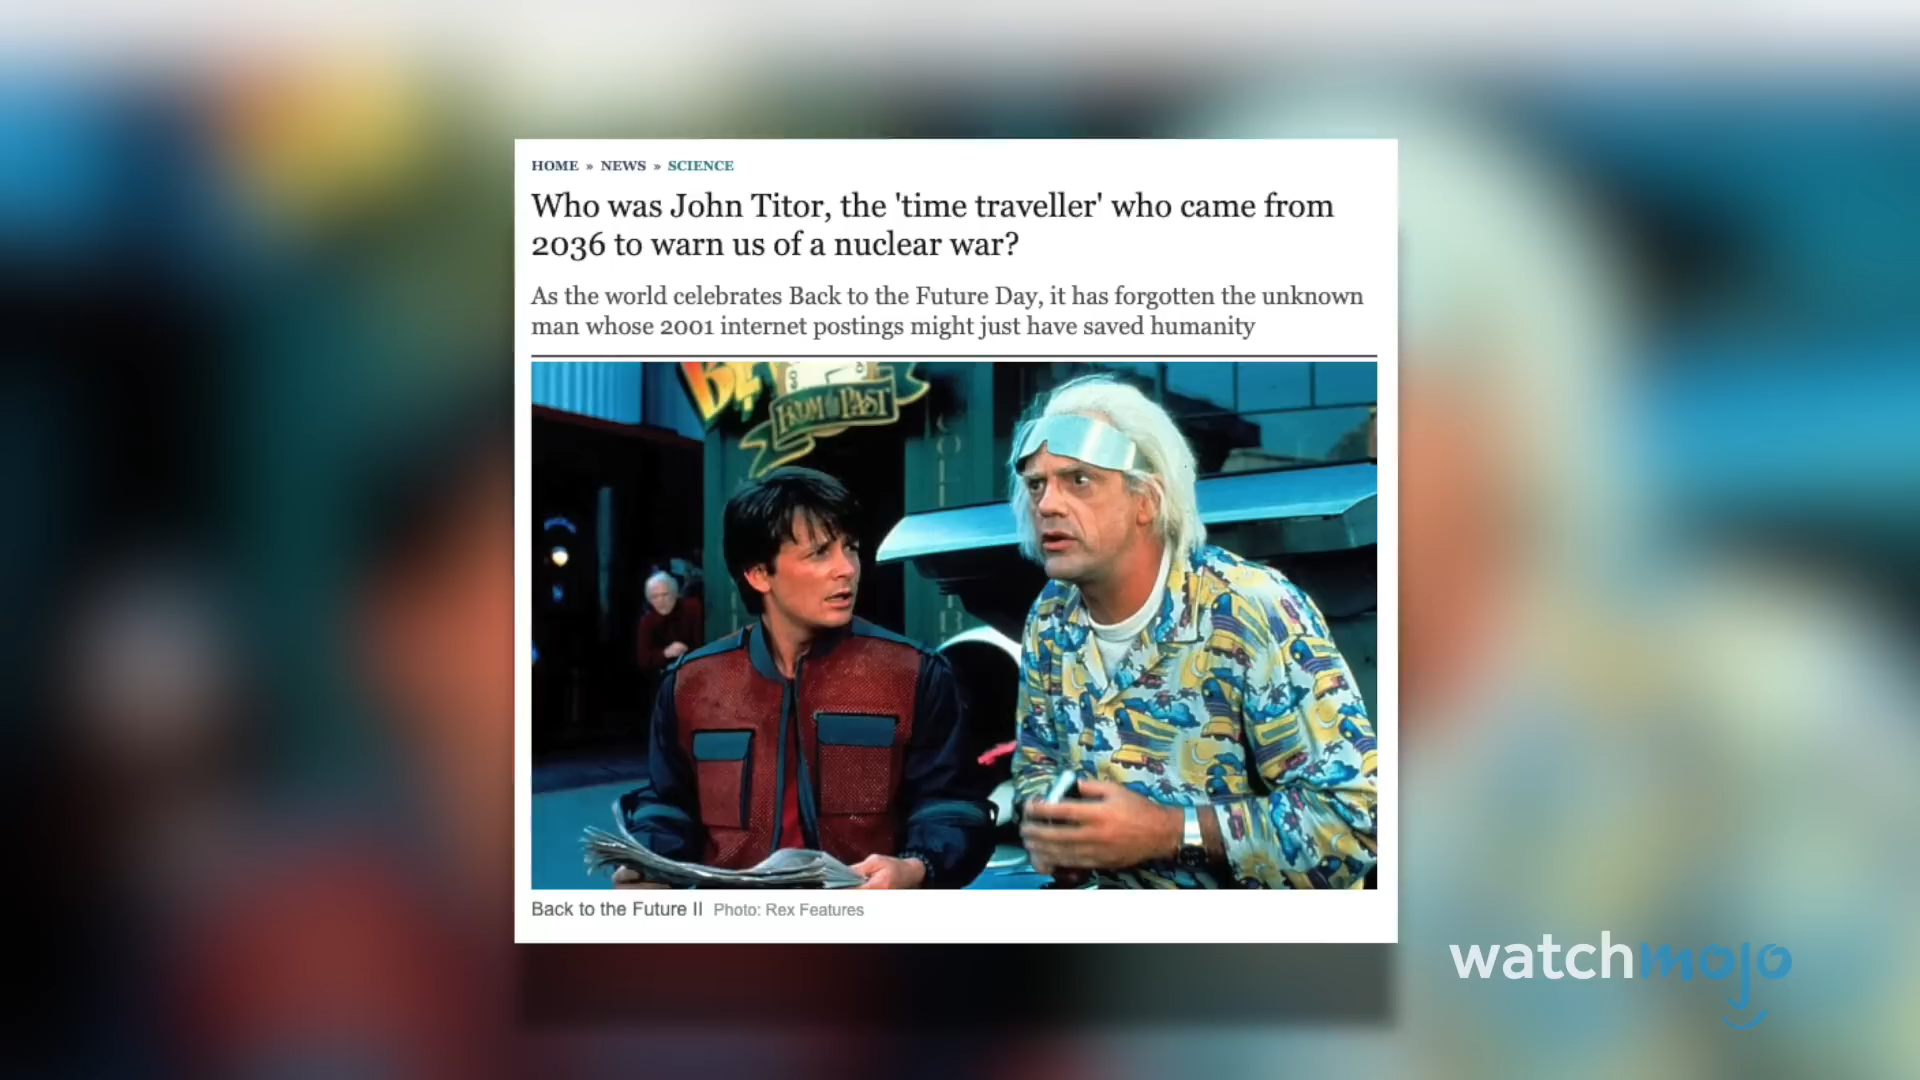 HOME » NEWS » SCIENCE
Who was John Titor, the 'time traveller' who came from
2036 to warn us of a nuclear war?
As the world celebrates Back to the Future Day, it has forgotten the unknown
man whose 2001 internet postings might just have saved humanity
FROM the PAST
Back to the Future II Photo: Rex Features
watchmojo